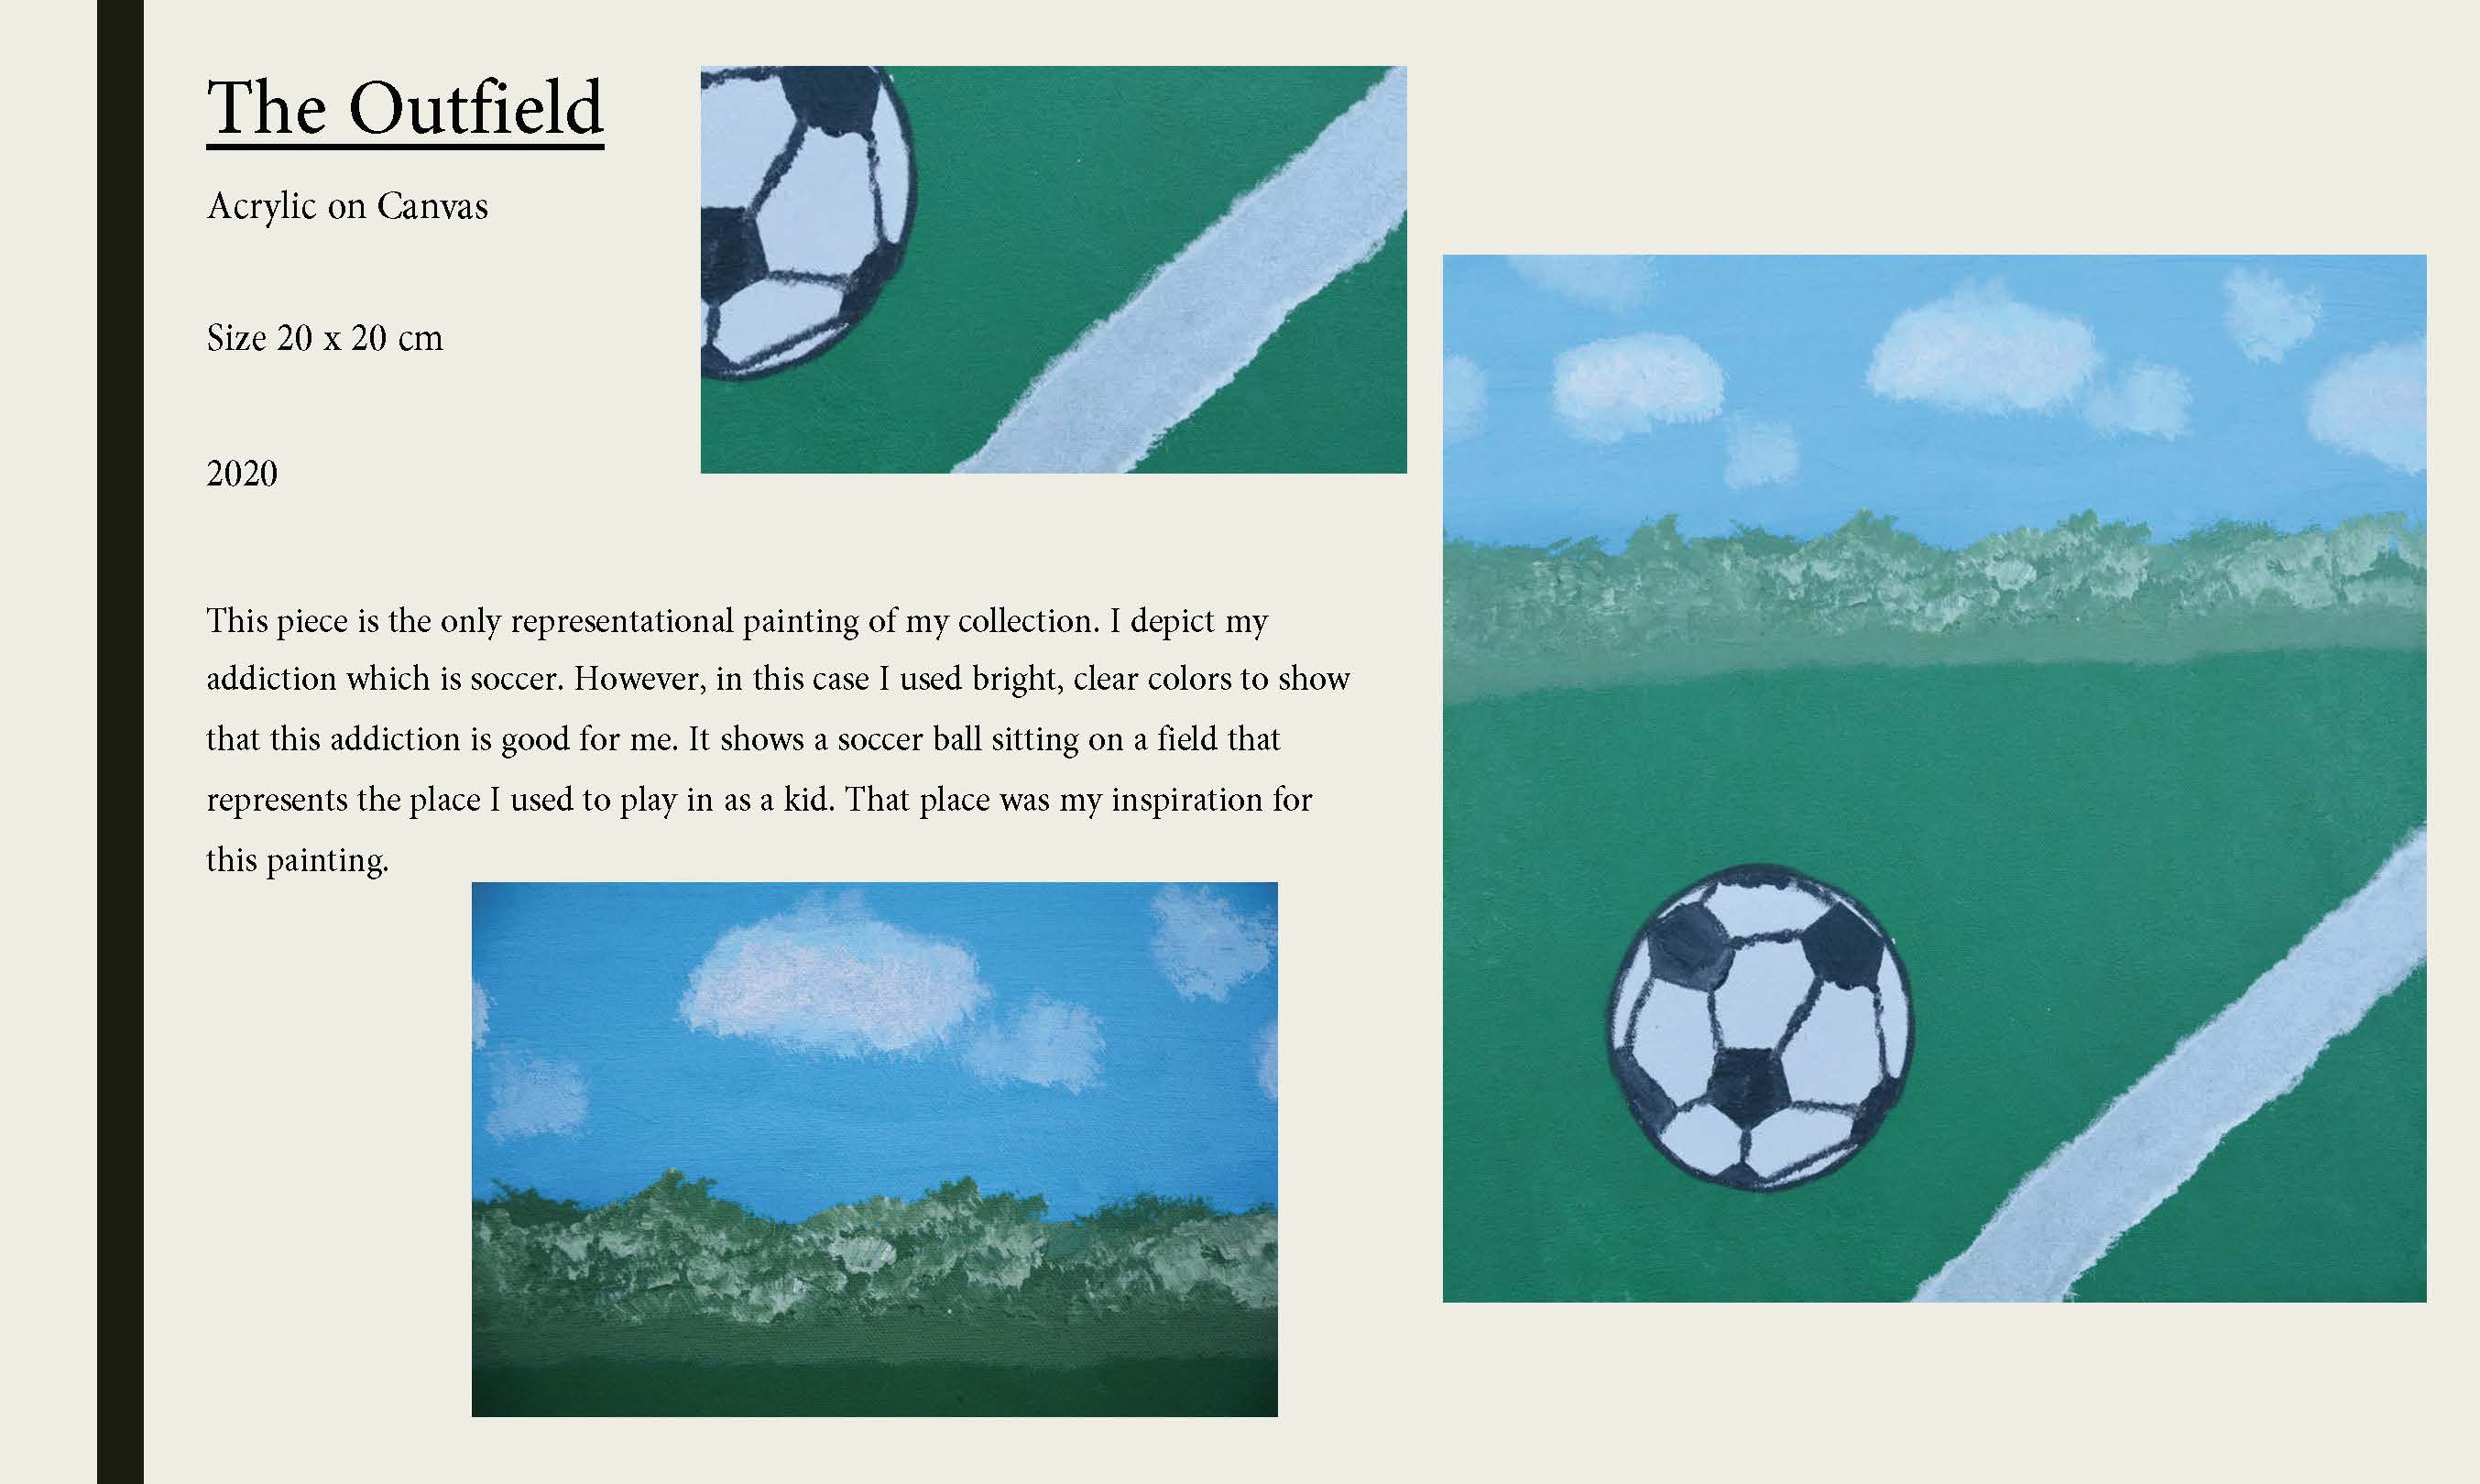 The Outfield
Acrylic on Canvas
Size 20 x 20 cm
2020
This piece is the only representational painting of my collection. I depict my
addiction which is soccer. However, in this case I used bright, clear colors to show
that this addiction is good for me. It shows a soccer ball sitting on a field that
represents the place I used to play in as a kid. That place was my inspiration for
this painting.